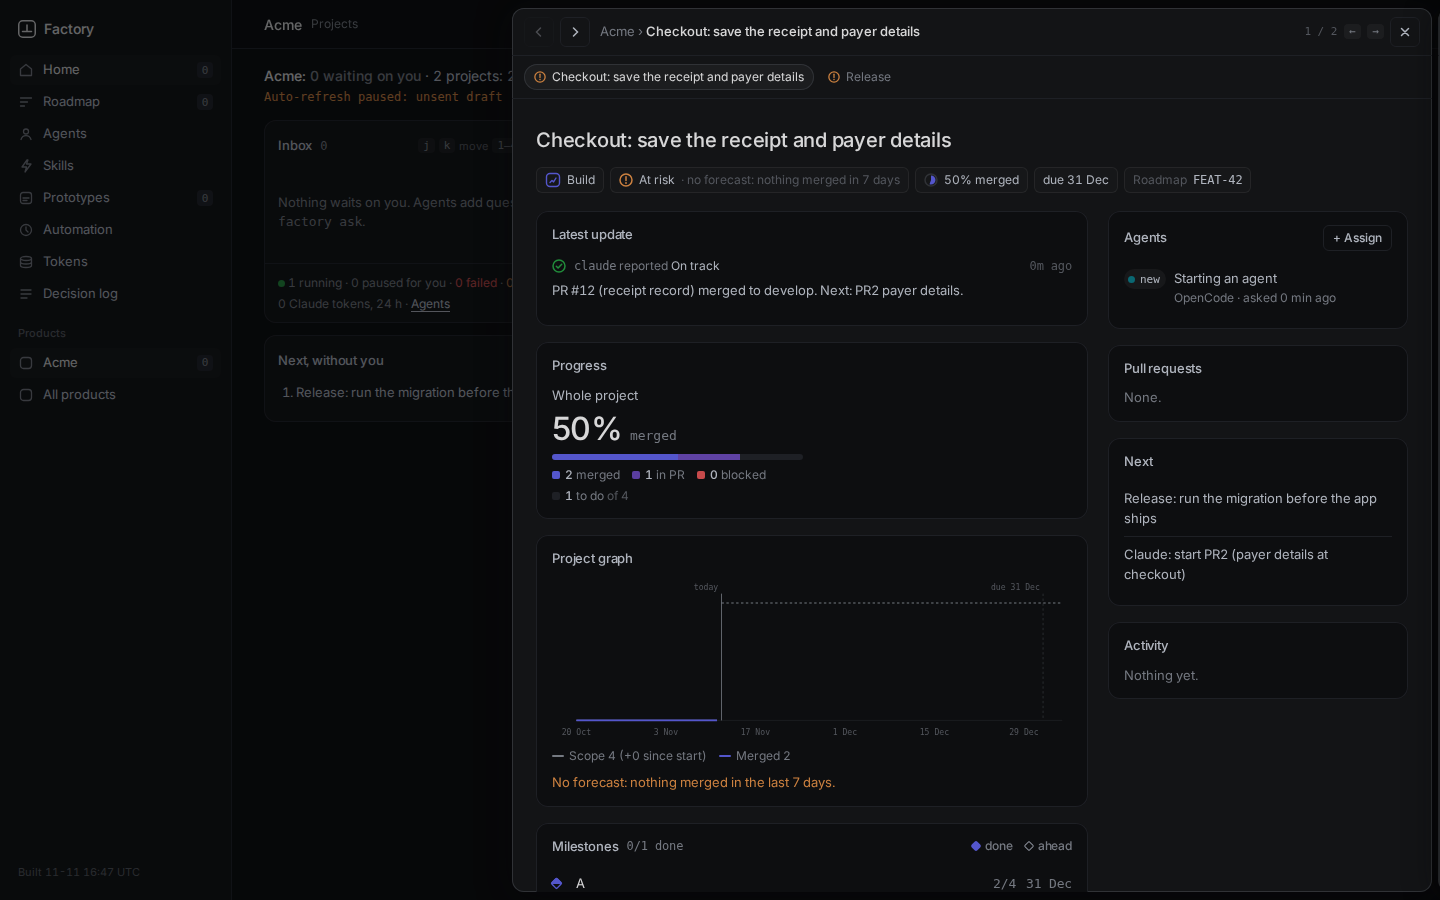 Factory
Home 0
Roadmap 0
Agents
Skills
Prototypes 0
Automation
Tokens
Decision log
Products
Acme 0
All products
Built 11-11 16:47 UTC
Acme Projects
Acme: 0 waiting on you · 2 projects: 2
Auto-refresh paused: unsent draft
Inbox 0 j k move 1–
Nothing waits on you. Agents add
factory ask.
1 running · 0 paused for you · 0 failed · 0
0 Claude tokens, 24 h · Agents
Next, without you
1. Release: run the migration before
Acme › Checkout: save the receipt and payer details
1 / 2 ← →
Checkout: save the receipt and payer details
Release
Checkout: save the receipt and payer details
Build
At risk · no forecast: nothing merged in 7 days
50% merged
due 31 Dec
Roadmap FEAT-42
Latest update
claude reported On track 0m ago
PR #12 (receipt record) merged to develop. Next: PR2 payer details.
Progress
Whole project
50% merged
2 merged 1 in PR 0 blocked
1 to do of 4
Project graph
today due 31 Dec
20 Oct 3 Nov 17 Nov 1 Dec 15 Dec 29 Dec
Scope 4 (+0 since start) Merged 2
No forecast: nothing merged in the last 7 days.
Milestones 0/1 done done ahead
A 2/4 31 Dec
Agents + Assign
new Starting an agent
OpenCode · asked 0 min ago
Pull requests
None.
Next
Release: run the migration before the app
ships
Claude: start PR2 (payer details at
checkout)
Activity
Nothing yet.